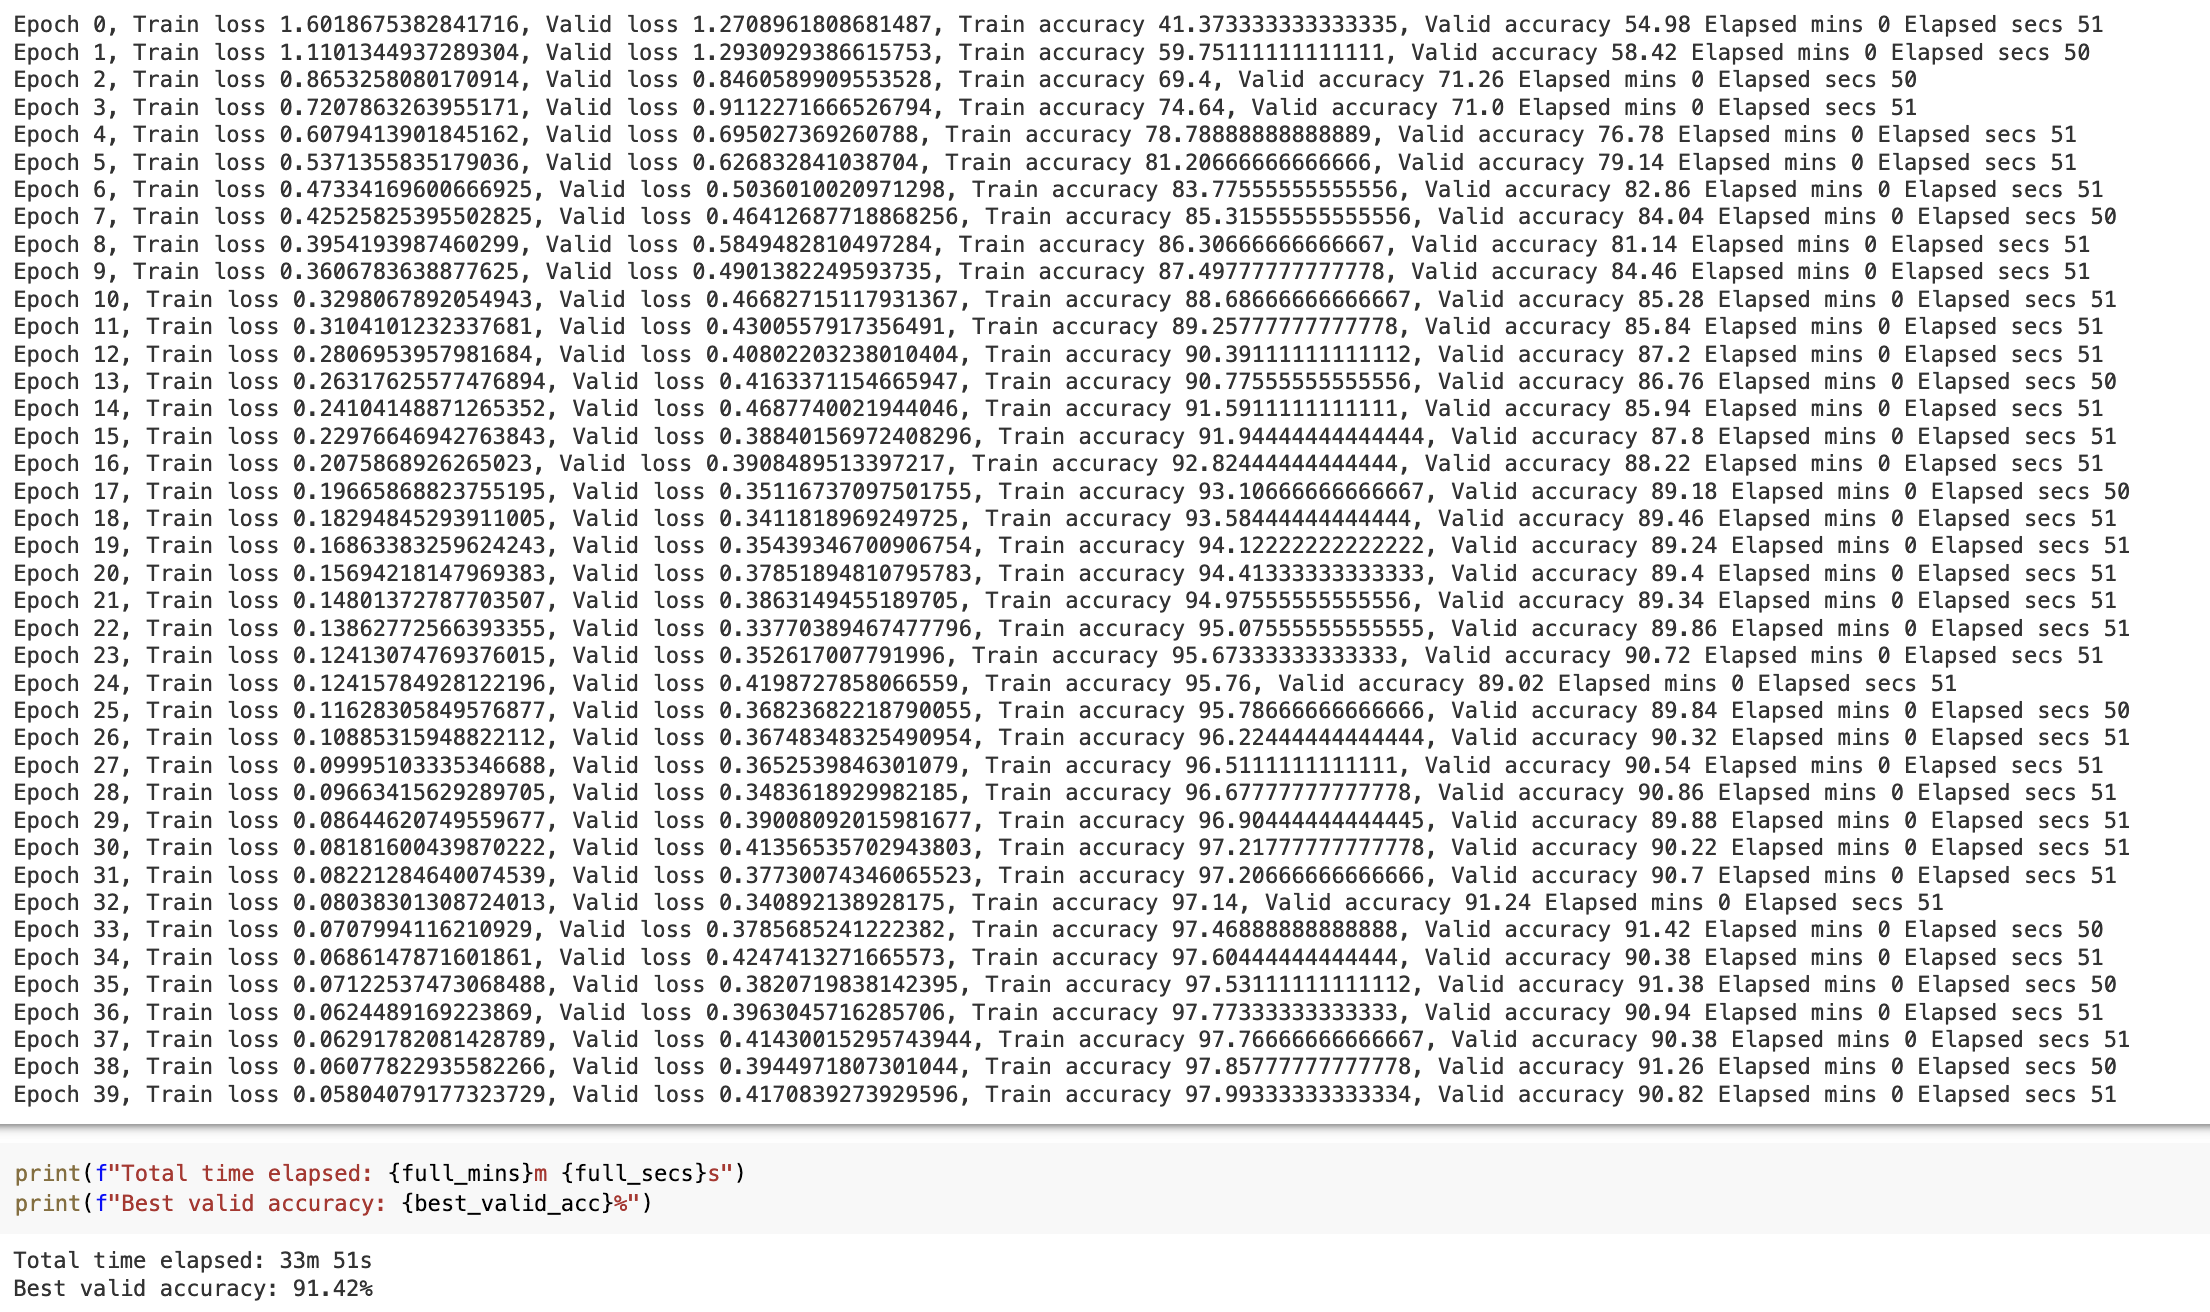 Epoch 0, Train loss 1.6018675382841716, Valid loss 1.2708961808681487, Train accuracy 41.373333333333335, Valid accuracy 54.98 Elapsed mins 0 Elapsed secs 51
Epoch 1, Train loss 1.1101344937289304, Valid loss 1.2930929386615753, Train accuracy 59.75111111111111, Valid accuracy 58.42 Elapsed mins 0 Elapsed secs 50
Epoch 2, Train loss 0.8653258080170914, Valid loss 0.8460589909553528, Train accuracy 69.4, Valid accuracy 71.26 Elapsed mins 0 Elapsed secs 50
Epoch 3, Train loss 0.7207863263955171, Valid loss 0.9112271666526794, Train accuracy 74.64, Valid accuracy 71.0 Elapsed mins 0 Elapsed secs 51
Epoch 4, Train loss 0.6079413901845162, Valid loss 0.695027369260788, Train accuracy 78.78888888888889, Valid accuracy 76.78 Elapsed mins 0 Elapsed secs 51
Epoch 5, Train loss 0.5371355835179036, Valid loss 0.626832841038704, Train accuracy 81.20666666666666, Valid accuracy 79.14 Elapsed mins 0 Elapsed secs 51
Epoch 6, Train loss 0.47334169600666925, Valid loss 0.5036010020971298, Train accuracy 83.77555555555556, Valid accuracy 82.86 Elapsed mins 0 Elapsed secs 51
Epoch 7, Train loss 0.42525825395502825, Valid loss 0.46412687718868256, Train accuracy 85.31555555555556, Valid accuracy 84.04 Elapsed mins 0 Elapsed secs 50
Epoch 8, Train loss 0.3954193987460299, Valid loss 0.5849482810497284, Train accuracy 86.30666666666667, Valid accuracy 81.14 Elapsed mins 0 Elapsed secs 51
Epoch 9, Train loss 0.3606783638877625, Valid loss 0.4901382249593735, Train accuracy 87.49777777777778, Valid accuracy 84.46 Elapsed mins 0 Elapsed secs 51
Epoch 10, Train loss 0.3298067892054943, Valid loss 0.46682715117931367, Train accuracy 88.68666666666667, Valid accuracy 85.28 Elapsed mins 0 Elapsed secs 51
Epoch 11, Train loss 0.3104101232337681, Valid loss 0.4300557917356491, Train accuracy 89.25777777777778, Valid accuracy 85.84 Elapsed mins 0 Elapsed secs 51
Epoch 12, Train loss 0.2806953957981684, Valid loss 0.40802203238010404, Train accuracy 90.39111111111112, Valid accuracy 87.2 Elapsed mins 0 Elapsed secs 51
Epoch 13, Train loss 0.26317625577476894, Valid loss 0.4163371154665947, Train accuracy 90.77555555555556, Valid accuracy 86.76 Elapsed mins 0 Elapsed secs 50
Epoch 14, Train loss 0.24104148871265352, Valid loss 0.4687740021944046, Train accuracy 91.5911111111111, Valid accuracy 85.94 Elapsed mins 0 Elapsed secs 51
Epoch 15, Train loss 0.22976646942763843, Valid loss 0.38840156972408296, Train accuracy 91.94444444444444, Valid accuracy 87.8 Elapsed mins 0 Elapsed secs 51
Epoch 16, Train loss 0.2075868926265023, Valid loss 0.3908489513397217, Train accuracy 92.82444444444444, Valid accuracy 88.22 Elapsed mins 0 Elapsed secs 51
Epoch 17, Train loss 0.19665868823755195, Valid loss 0.35116737097501755, Train accuracy 93.10666666666667, Valid accuracy 89.18 Elapsed mins 0 Elapsed secs 50
Epoch 18, Train loss 0.18294845293911005, Valid loss 0.3411818969249725, Train accuracy 93.58444444444444, Valid accuracy 89.46 Elapsed mins 0 Elapsed secs 51
Epoch 19, Train loss 0.16863383259624243, Valid loss 0.35439346700906754, Train accuracy 94.12222222222222, Valid accuracy 89.24 Elapsed mins 0 Elapsed secs 51
Epoch 20, Train loss 0.15694218147969383, Valid loss 0.37851894810795783, Train accuracy 94.41333333333333, Valid accuracy 89.4 Elapsed mins 0 Elapsed secs 51
Epoch 21, Train loss 0.14801372787703507, Valid loss 0.3863149455189705, Train accuracy 94.97555555555556, Valid accuracy 89.34 Elapsed mins 0 Elapsed secs 51
Epoch 22, Train loss 0.13862772566393355, Valid loss 0.33770389467477796, Train accuracy 95.07555555555555, Valid accuracy 89.86 Elapsed mins 0 Elapsed secs 51
Epoch 23, Train loss 0.12413074769376015, Valid loss 0.352617007791996, Train accuracy 95.67333333333333, Valid accuracy 90.72 Elapsed mins 0 Elapsed secs 51
Epoch 24, Train loss 0.12415784928122196, Valid loss 0.4198727858066559, Train accuracy 95.76, Valid accuracy 89.02 Elapsed mins 0 Elapsed secs 51
Epoch 25, Train loss 0.11628305849576877, Valid loss 0.36823682218790055, Train accuracy 95.78666666666666, Valid accuracy 89.84 Elapsed mins 0 Elapsed secs 50
Epoch 26, Train loss 0.10885315948822112, Valid loss 0.36748348325490954, Train accuracy 96.22444444444444, Valid accuracy 90.32 Elapsed mins 0 Elapsed secs 51
Epoch 27, Train loss 0.09995103335346688, Valid loss 0.3652539846301079, Train accuracy 96.5111111111111, Valid accuracy 90.54 Elapsed mins 0 Elapsed secs 51
Epoch 28, Train loss 0.09663415629289705, Valid loss 0.3483618929982185, Train accuracy 96.67777777777778, Valid accuracy 90.86 Elapsed mins 0 Elapsed secs 51
Epoch 29, Train loss 0.08644620749559677, Valid loss 0.39008092015981677, Train accuracy 96.90444444444445, Valid accuracy 89.88 Elapsed mins 0 Elapsed secs 51
Epoch 30, Train loss 0.08181600439870222, Valid loss 0.41356535702943803, Train accuracy 97.21777777777778, Valid accuracy 90.22 Elapsed mins 0 Elapsed secs 51
Epoch 31, Train loss 0.08221284640074539, Valid loss 0.37730074346065523, Train accuracy 97.20666666666666, Valid accuracy 90.7 Elapsed mins 0 Elapsed secs 51
Epoch 32, Train loss 0.08038301308724013, Valid loss 0.340892138928175, Train accuracy 97.14, Valid accuracy 91.24 Elapsed mins 0 Elapsed secs 51
Epoch 33, Train loss 0.0707994116210929, Valid loss 0.3785685241222382, Train accuracy 97.46888888888888, Valid accuracy 91.42 Elapsed mins 0 Elapsed secs 50
Epoch 34, Train loss 0.0686147871601861, Valid loss 0.4247413271665573, Train accuracy 97.60444444444444, Valid accuracy 90.38 Elapsed mins 0 Elapsed secs 51
Epoch 35, Train loss 0.07122537473068488, Valid loss 0.3820719838142395, Train accuracy 97.53111111111112, Valid accuracy 91.38 Elapsed mins 0 Elapsed secs 50
Epoch 36, Train loss 0.0624489169223869, Valid loss 0.3963045716285706, Train accuracy 97.77333333333333, Valid accuracy 90.94 Elapsed mins 0 Elapsed secs 51
Epoch 37, Train loss 0.06291782081428789, Valid loss 0.41430015295743944, Train accuracy 97.76666666666667, Valid accuracy 90.38 Elapsed mins 0 Elapsed secs 51
Epoch 38, Train loss 0.06077822935582266, Valid loss 0.3944971807301044, Train accuracy 97.85777777777778, Valid accuracy 91.26 Elapsed mins 0 Elapsed secs 50
Epoch 39, Train loss 0.05804079177323729, Valid loss 0.4170839273929596, Train accuracy 97.99333333333334, Valid accuracy 90.82 Elapsed mins 0 Elapsed secs 51
print(f"Total time elapsed: {full_mins}m {full_secs}s")
print(f"Best valid accuracy: {best_valid_acc}%")
Total time elapsed: 33m 51s
Best valid accuracy: 91.42%